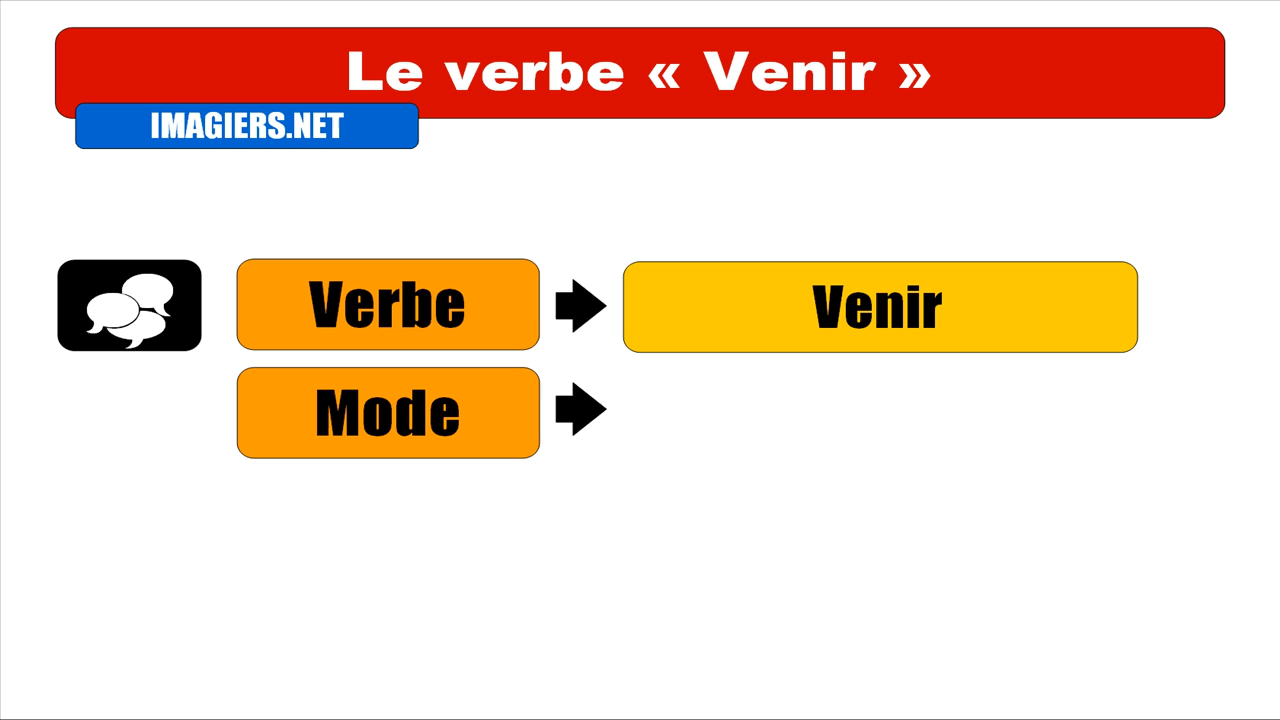 Le verbe « Venir »
IMAGIERS.NET
Verbe
Venir
Mode